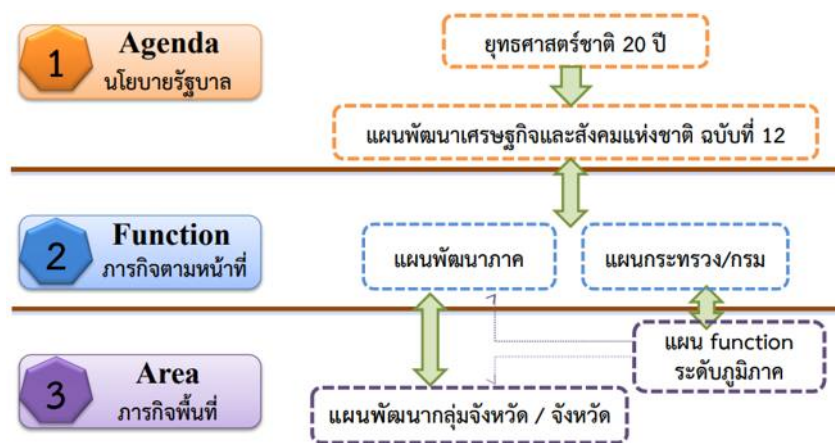 1
Agenda
นโยบายรัฐบาล
ยุทธศาสตร์ชาติ 20 ปี
แผนพัฒนาเศรษฐกิจและสังคมแห่งชาติ ฉบับที่ 12
2
Function
ภารกิจตามหน้าที่
แผนพัฒนาภาค
แผนกระทรวง/กรม
3
Area
ภารกิจพื้นที่
แผน function
ระดับภูมิภาค
แผนพัฒนากลุ่มจังหวัด / จังหวัด